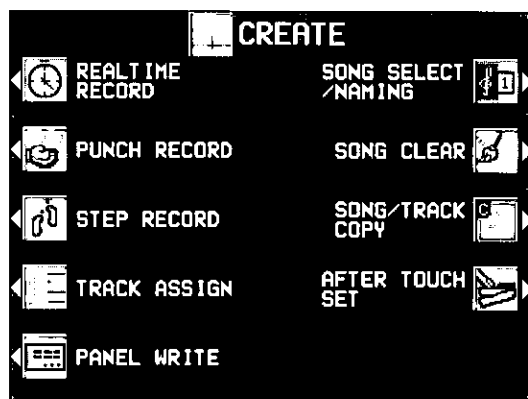 CREATE
REALTIME
RECORD
PUNCH RECORD
STEP RECORD
TRACK ASSIGN
PANEL WRITE
SONG SELECT
/NAMING
1
SONG CLEAR
SONG/TRACK
COPY
C
AFTER TOUCH
SET